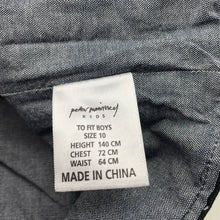 peter morrissey
KIDS
TO FIT BOYS
SIZE 10
HEIGHT 140 CM
CHEST 72 CM
WAIST 64 CM
MADE IN CHINA